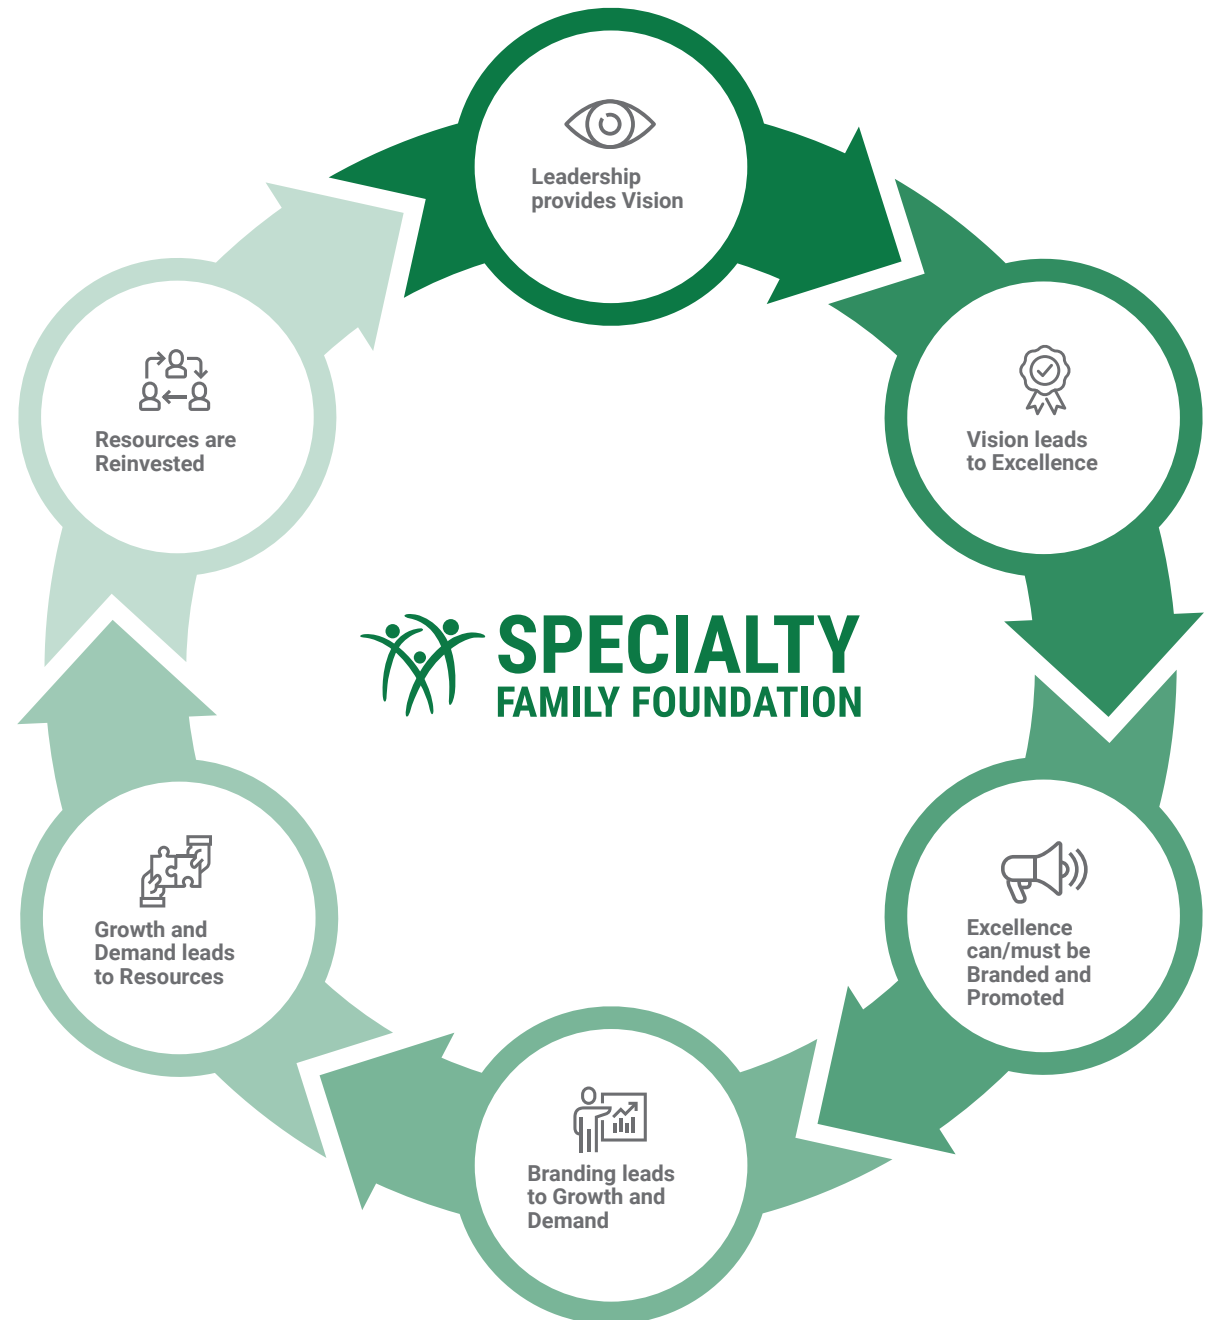 Leadership
provides Vision
Vision leads
to Excellence
Excellence
can/must be
Branded and
Promoted
Branding leads
to Growth and
Demand
Growth and
Demand leads
to Resources
Resources are
Reinvested
SPECIALTY
FAMILY FOUNDATION